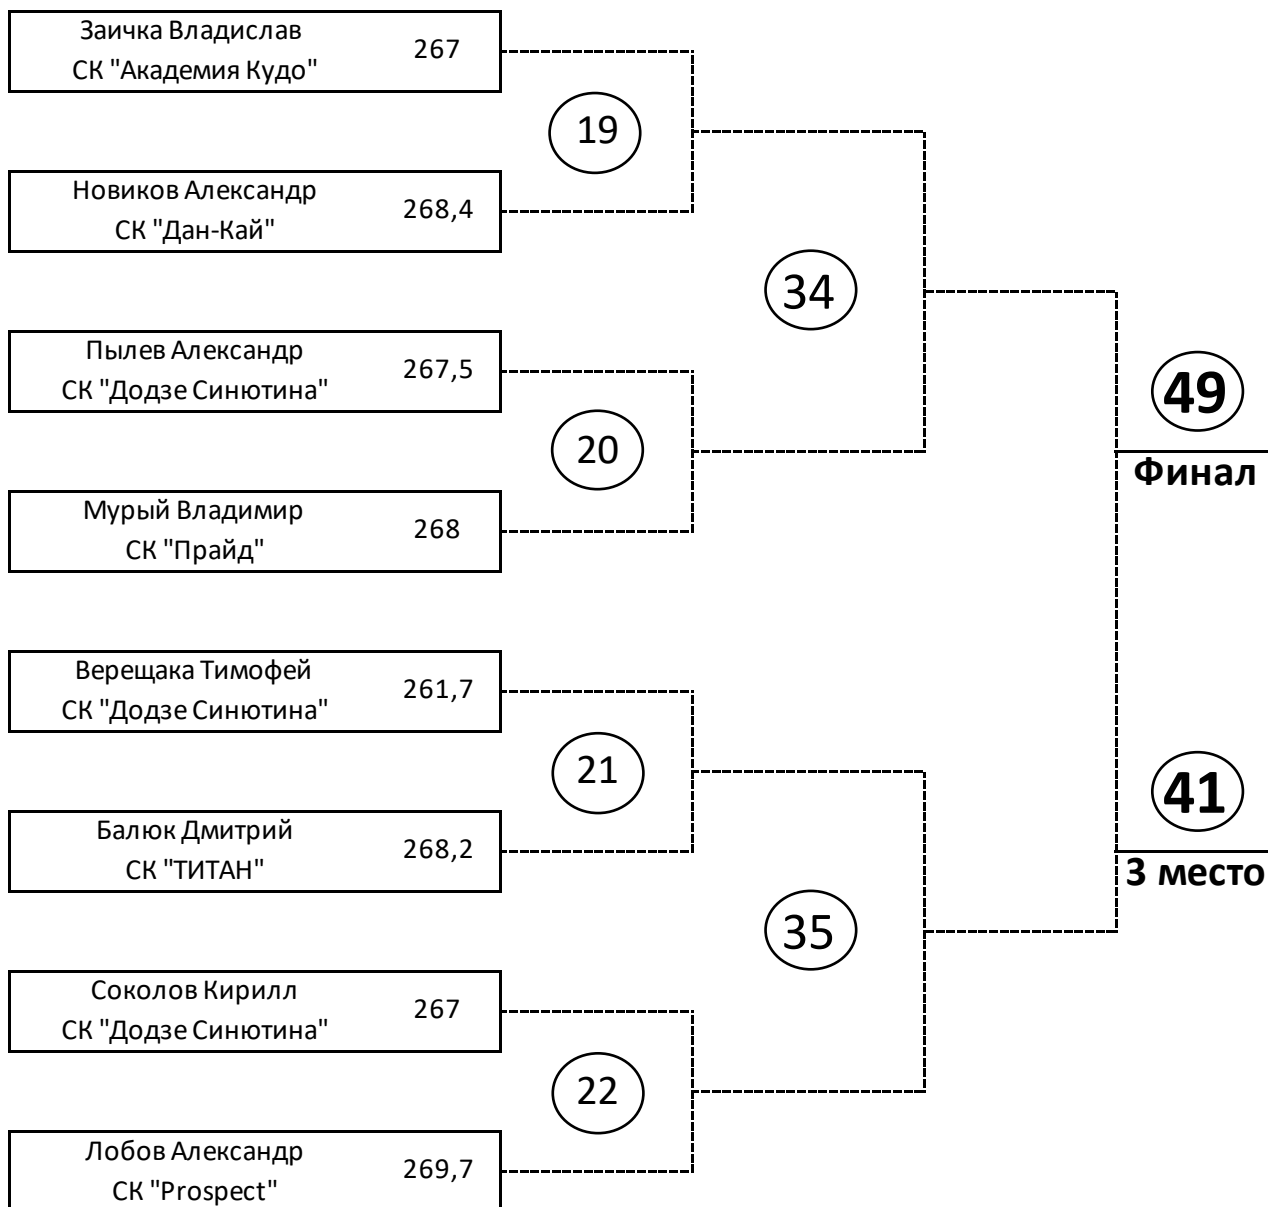 Заичка Владислав
СК "Академия Кудо"
267
19
Новиков Александр
СК "Дан-Кай"
268,4
34
Пылев Александр
СК "Додзе Синютина"
267,5
49
Финал
20
Мурый Владимир
СК "Прайд"
268
Верещака Тимофей
СК "Додзе Синютина"
261,7
21
41
3 место
Балюк Дмитрий
СК "ТИТАН"
268,2
35
Соколов Кирилл
СК "Додзе Синютина"
267
22
Лобов Александр
СК "Prospect"
269,7